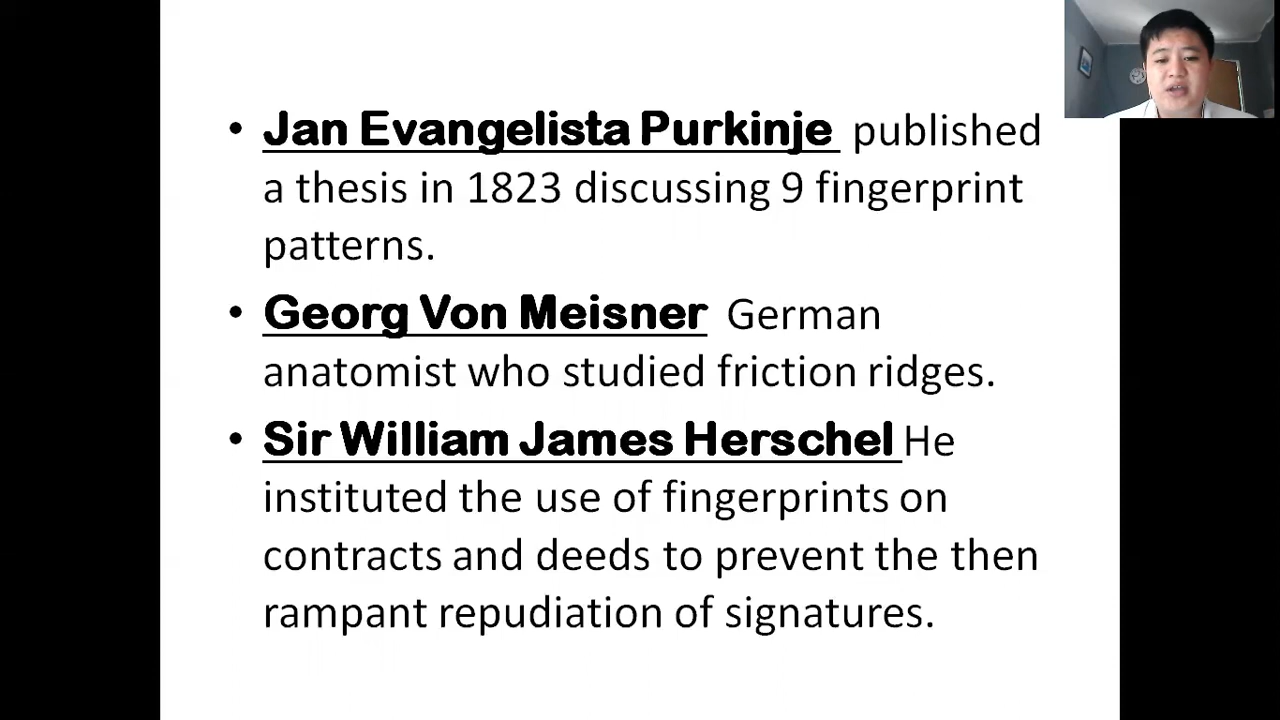 • Jan Evangelista Purkinje published
a thesis in 1823 discussing 9 fingerprint
patterns.
• Georg Von Meisner German
anatomist who studied friction ridges.
• Sir William James Herschel He
instituted the use of fingerprints on
contracts and deeds to prevent the then
rampant repudiation of signatures.